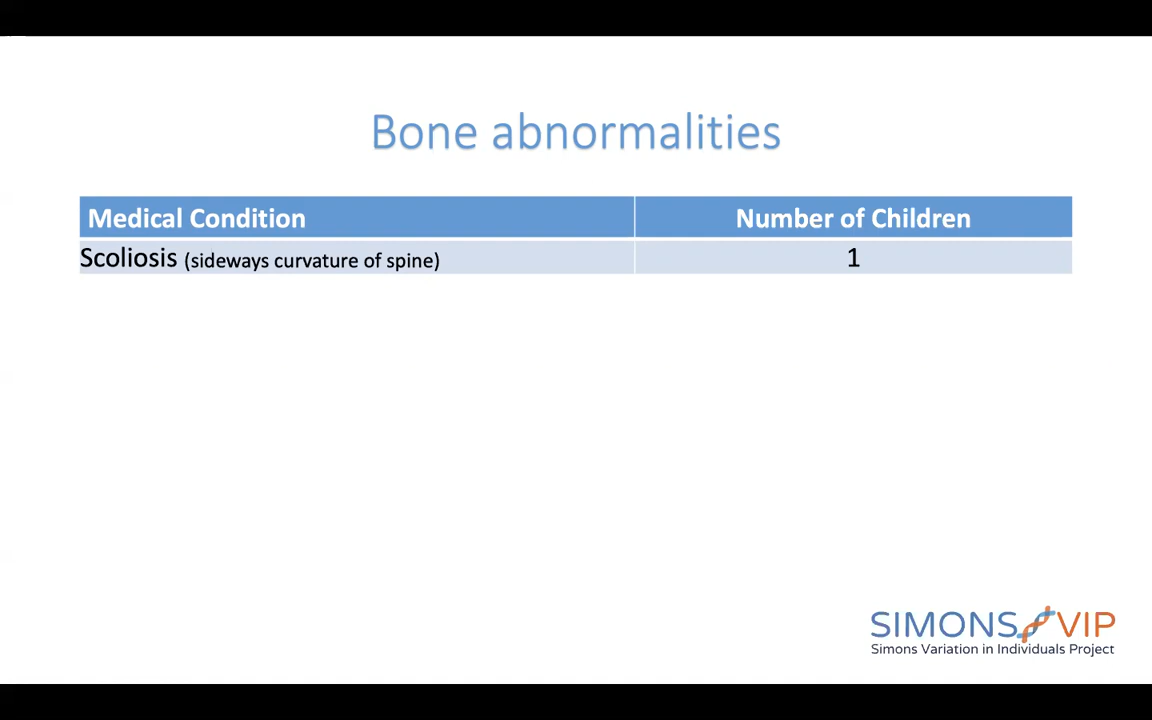 Bone abnormalities
Medical Condition Number of Children
Scoliosis (sideways curvature of spine) 1
SIMONS VIP
Simons Variation in Individuals Project